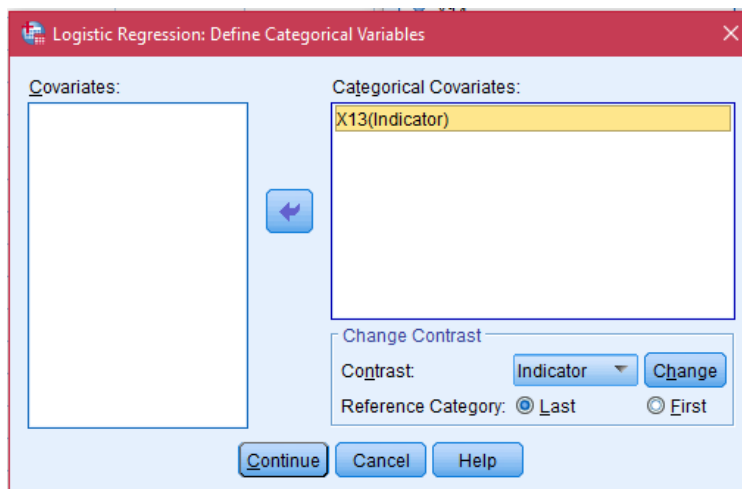 Logistic Regression: Define Categorical Variables
Covariates:
Categorical Covariates:
X13(Indicator)
Change Contrast
Contrast: Indicator Change
Reference Category: Last First
Continue Cancel Help